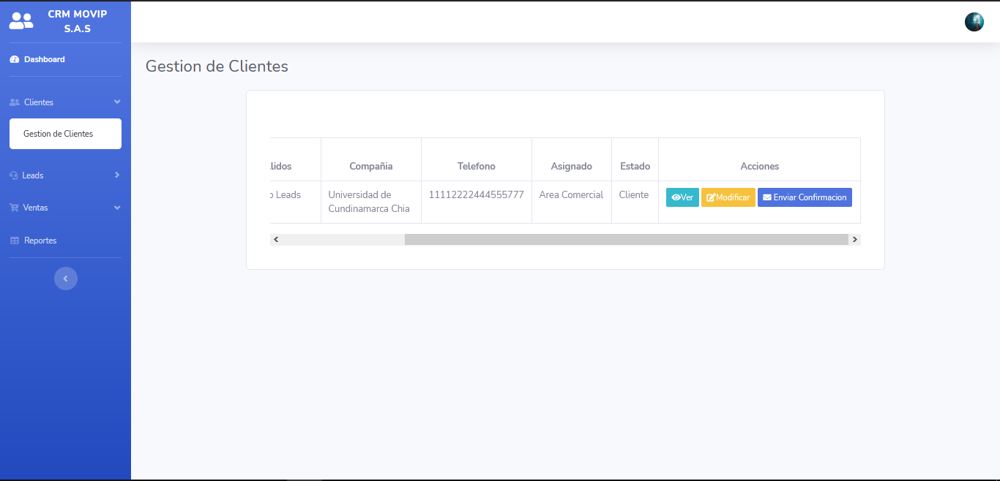 CRM MOVIP
S.A.S
Dashboard
Clientes
Gestion de Clientes
Leads
Ventas
Reportes
Gestion de Clientes
llidos Compañia Telefono Asignado Estado Acciones
o Leads Universidad de 11112222444555777 Area Comercial Cliente Ver Modificar Enviar Confirmacion
Cundinamarca Chia